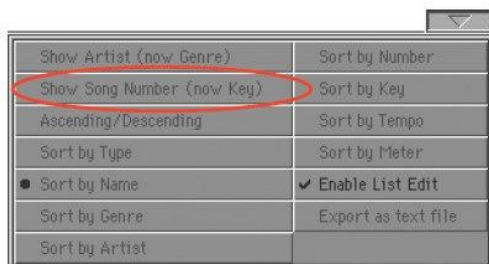 Show Artist (now Genre)
Show Song Number (now Key)
Ascending/Descending
Sort by Type
Sort by Name
Sort by Genre
Sort by Artist
Sort by Number
Sort by Key
Sort by Tempo
Sort by Meter
Enable List Edit
Export as text file